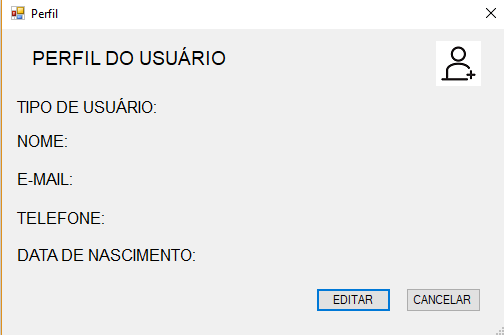 Perfil
PERFIL DO USUÁRIO
TIPO DE USUÁRIO:
NOME:
E-MAIL:
TELEFONE:
DATA DE NASCIMENTO:
EDITAR CANCELAR